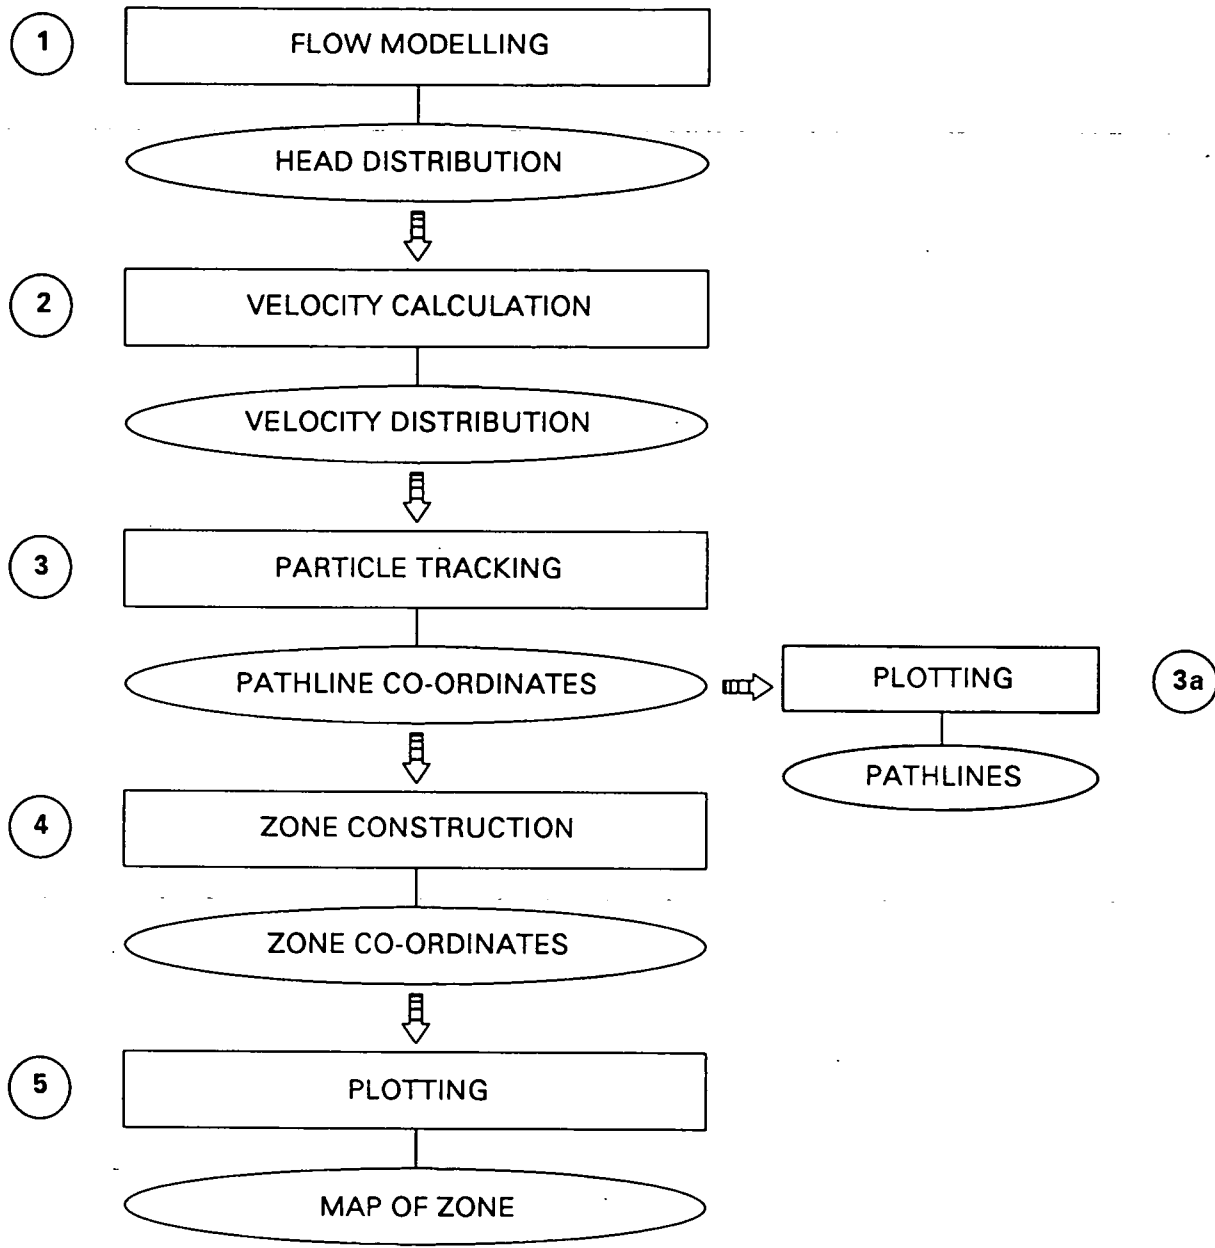 1
FLOW MODELLING
HEAD DISTRIBUTION
2
VELOCITY CALCULATION
VELOCITY DISTRIBUTION
3
PARTICLE TRACKING
PATHLINE CO-ORDINATES
PLOTTING
3a
PATHLINES
4
ZONE CONSTRUCTION
ZONE CO-ORDINATES
5
PLOTTING
MAP OF ZONE